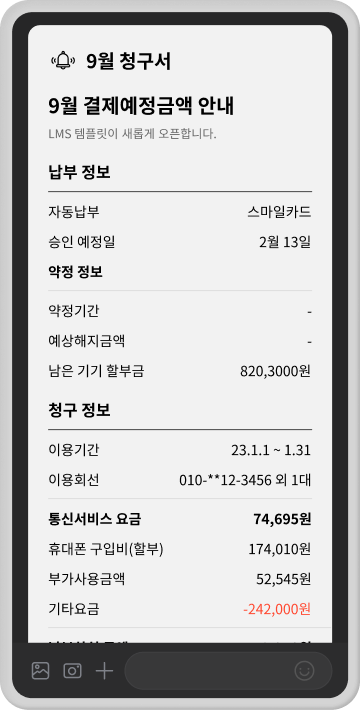 9월 청구서
9월 결제예정금액 안내
LMS 템플릿이 새롭게 오픈합니다.
납부 정보
자동납부 스마일카드
승인 예정일 2월 13일
약정 정보
약정기간 -
예상해지금액 -
남은 기기 할부금 820,3000원
청구 정보
이용기간 23.1.1 ~ 1.31
이용회선 010-**12-3456 외 1대
통신서비스 요금 74,695원
휴대폰 구입비(할부) 174,010원
부가사용금액 52,545원
기타요금 -242,000원